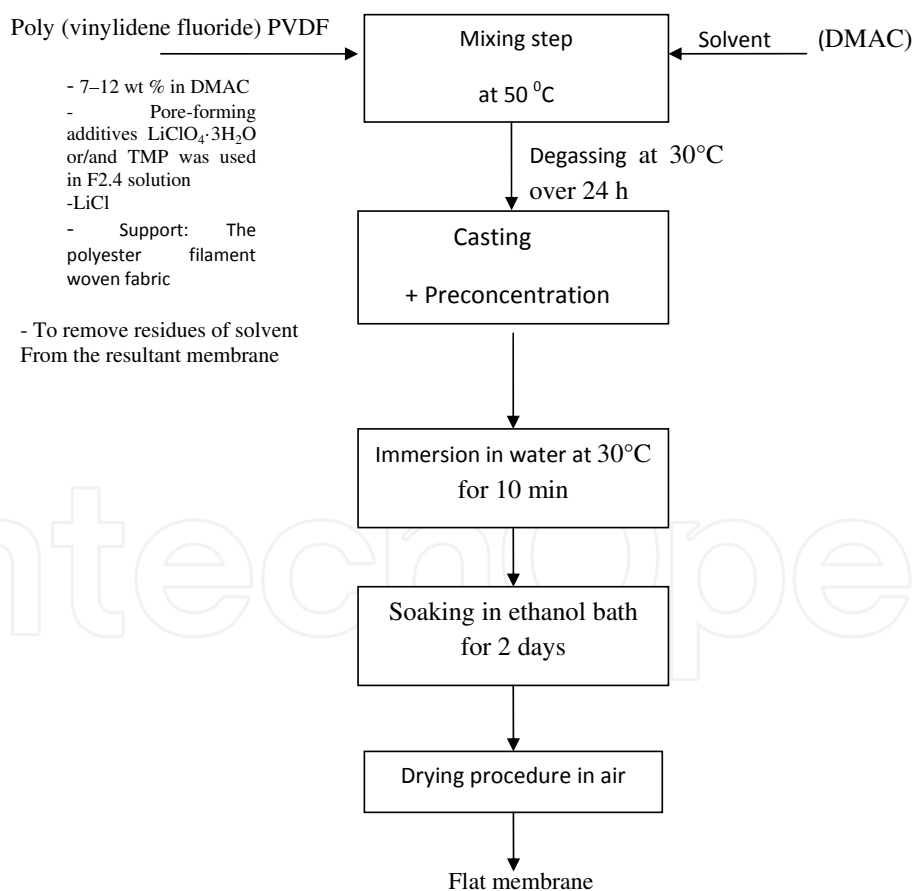 Poly (vinylidene fluoride) PVDF
Mixing step
at 50 ⁰C
Solvent (DMAC)
- 7–12 wt % in DMAC
- Pore-forming
additives LiClO₄·3H₂O
or/and TMP was used
in F2.4 solution
-LiCl
- Support: The
polyester filament
woven fabric
Degassing at 30°C
over 24 h
Casting
+ Preconcentration
- To remove residues of solvent
From the resultant membrane
Immersion in water at 30°C
for 10 min
Soaking in ethanol bath
for 2 days
Drying procedure in air
Flat membrane